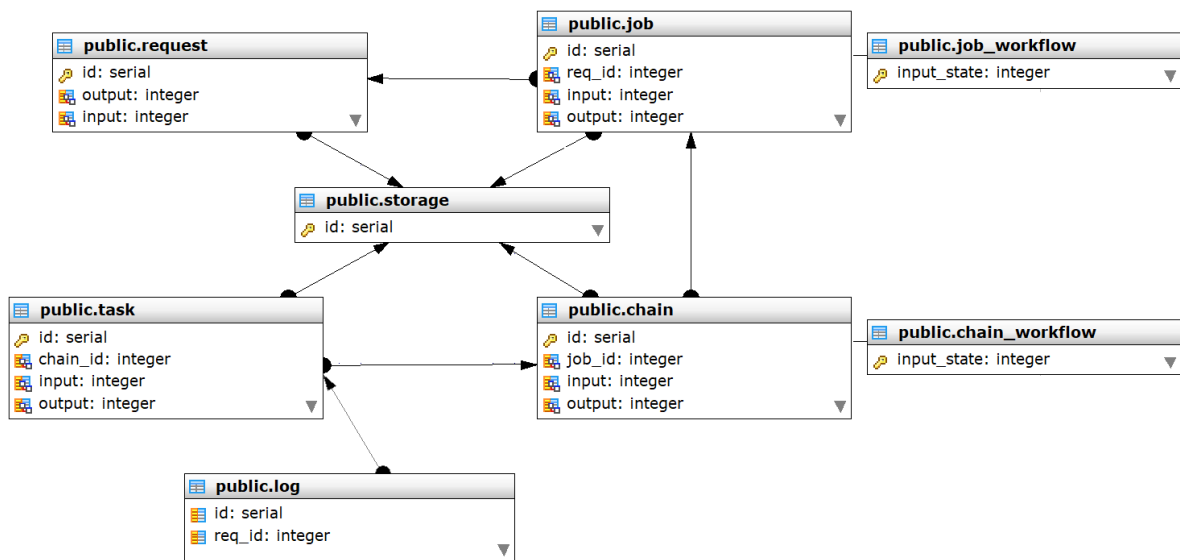 public.request
id: serial
output: integer
input: integer
public.job
id: serial
req_id: integer
input: integer
output: integer
public.job_workflow
input_state: integer
public.storage
id: serial
public.task
id: serial
chain_id: integer
input: integer
output: integer
public.chain
id: serial
job_id: integer
input: integer
output: integer
public.chain_workflow
input_state: integer
public.log
id: serial
req_id: integer